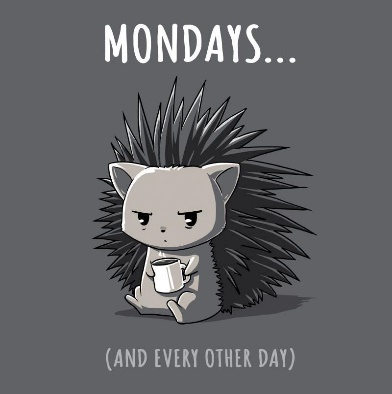 MONDAYS...
(AND EVERY OTHER DAY)